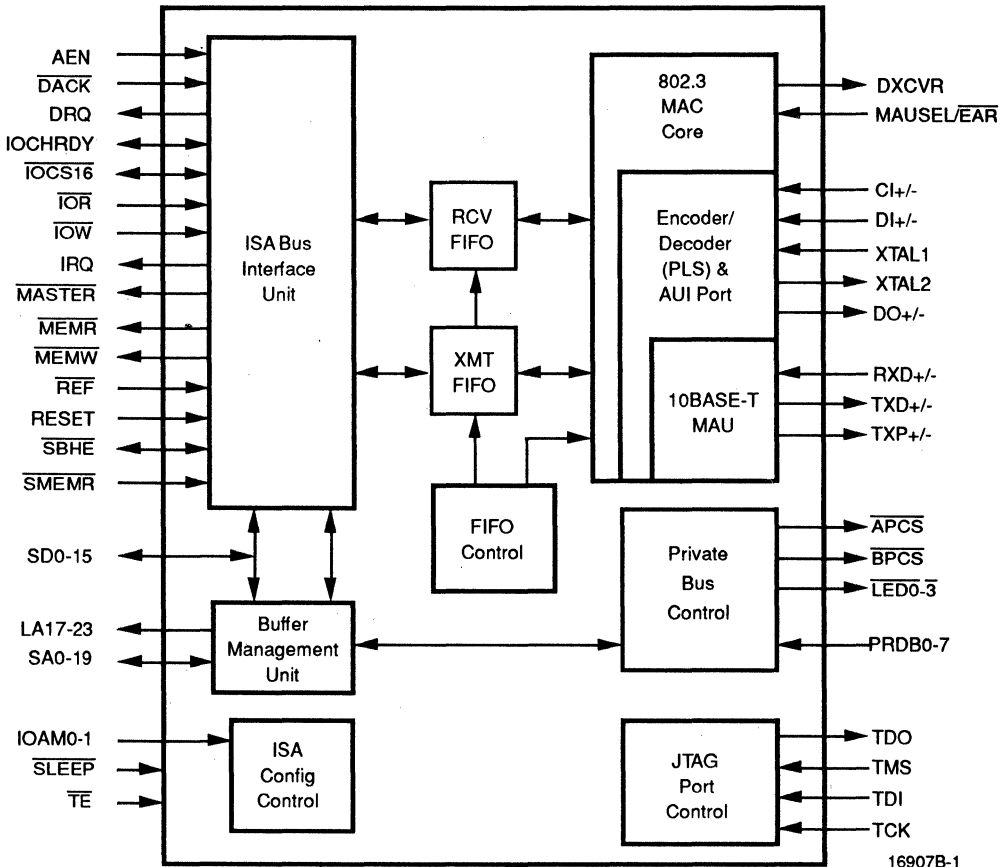 AEN
DACK
DRQ
IOCHRDY
IOCS16
IOR
IOW
IRQ
MASTER
MEMR
MEMW
REF
RESET
SBHE
SMEMR
SD0-15
LA17-23
SA0-19
IOAM0-1
SLEEP
TE
ISA Bus
Interface
Unit
RCV
FIFO
XMT
FIFO
FIFO
Control
Buffer
Management
Unit
ISA
Config
Control
802.3
MAC
Core
Encoder/
Decoder
(PLS) &
AUI Port
10BASE-T
MAU
Private
Bus
Control
JTAG
Port
Control
DXCVR
MAUSEL/EAR
CI+/-
DI+/-
XTAL1
XTAL2
DO+/-
RXD+/-
TXD+/-
TXP+/-
APCS
BPCS
LED0-3
PRDB0-7
TDO
TMS
TDI
TCK
16907B-1